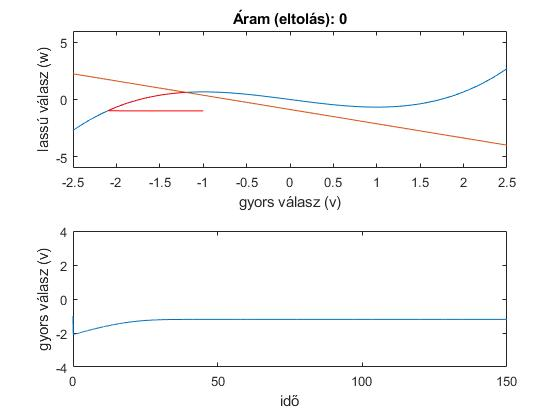 Áram (eltolás): 0
lassú válasz (w)
5
0
-5
-2.5 -2 -1.5 -1 -0.5 0 0.5 1 1.5 2 2.5
gyors válasz (v)
gyors válasz (v)
4
2
0
-2
-4
0 50 100 150
idő